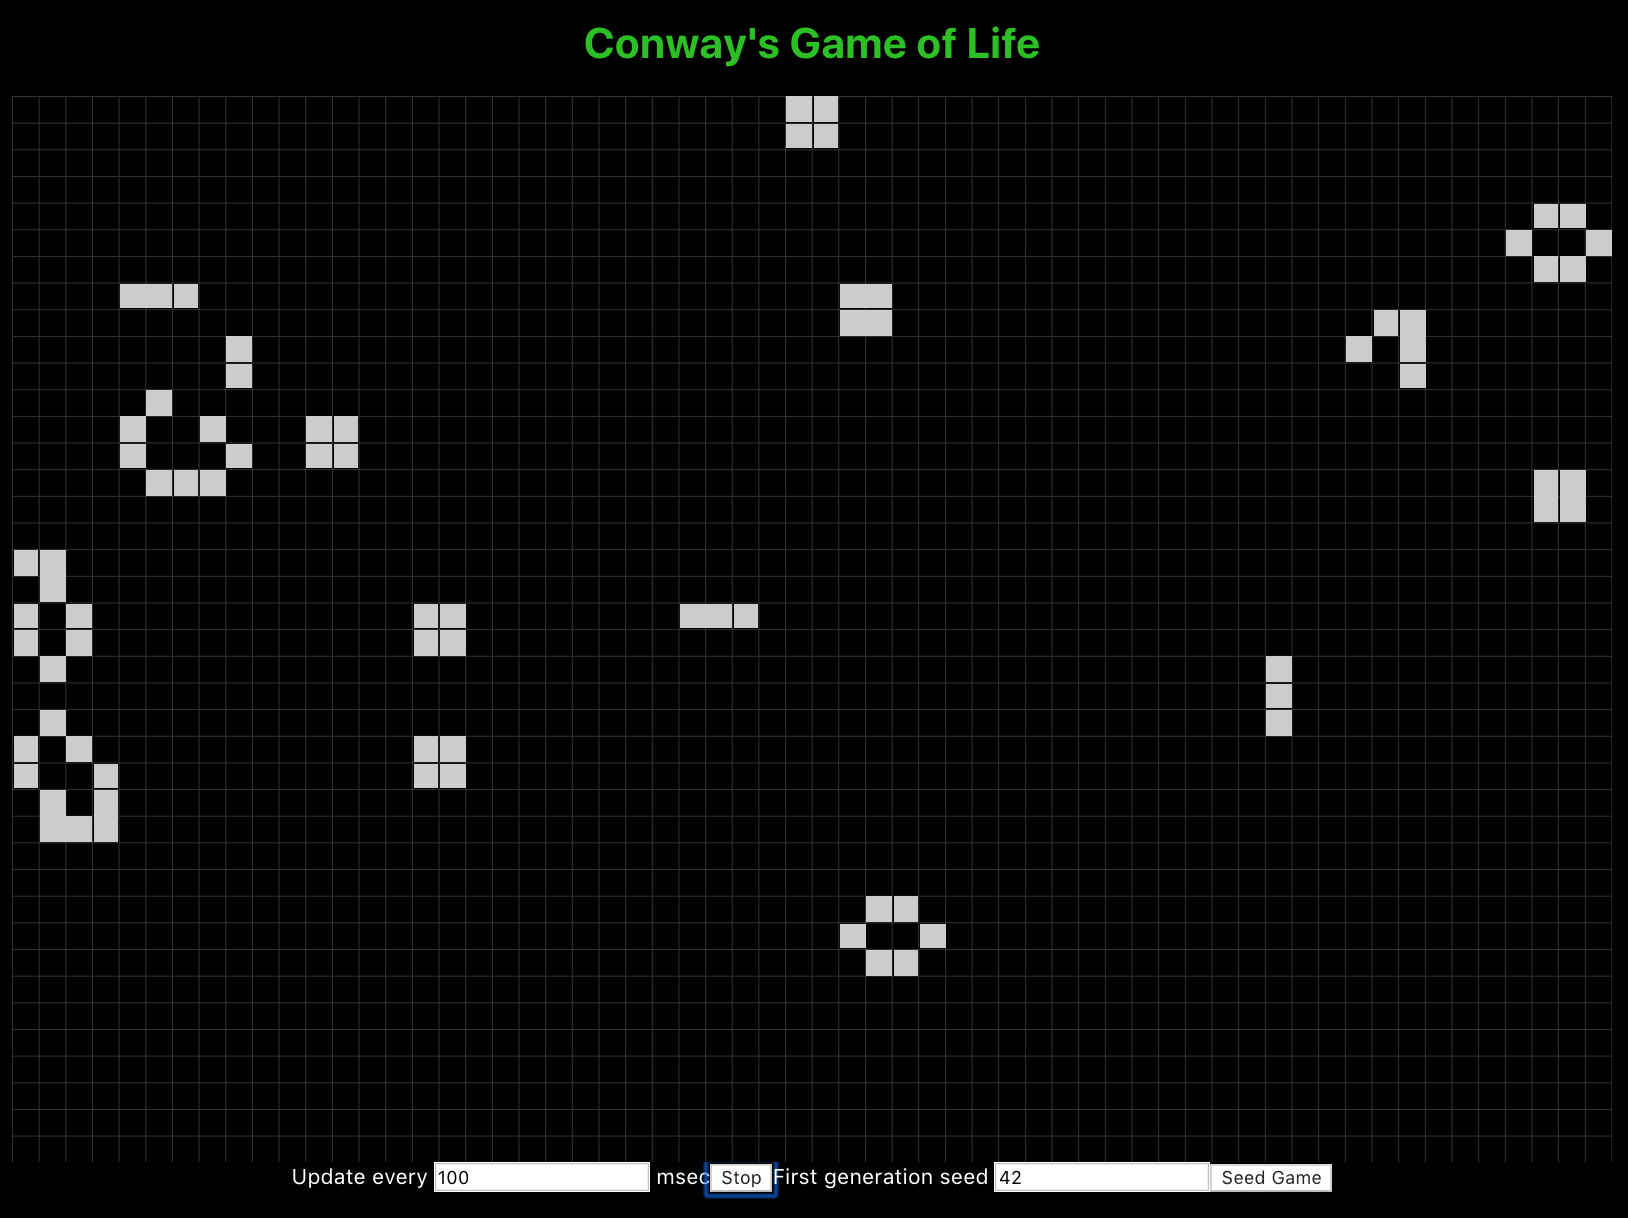 Conway's Game of Life
Update every 100 msec Stop First generation seed 42 Seed Game